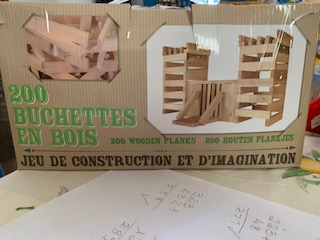 200
BUCHETTES
EN BOIS
200 WOODEN PLANKS 200 HOUTEN PLANKJES
JEU DE CONSTRUCTION ET D'IMAGINATION